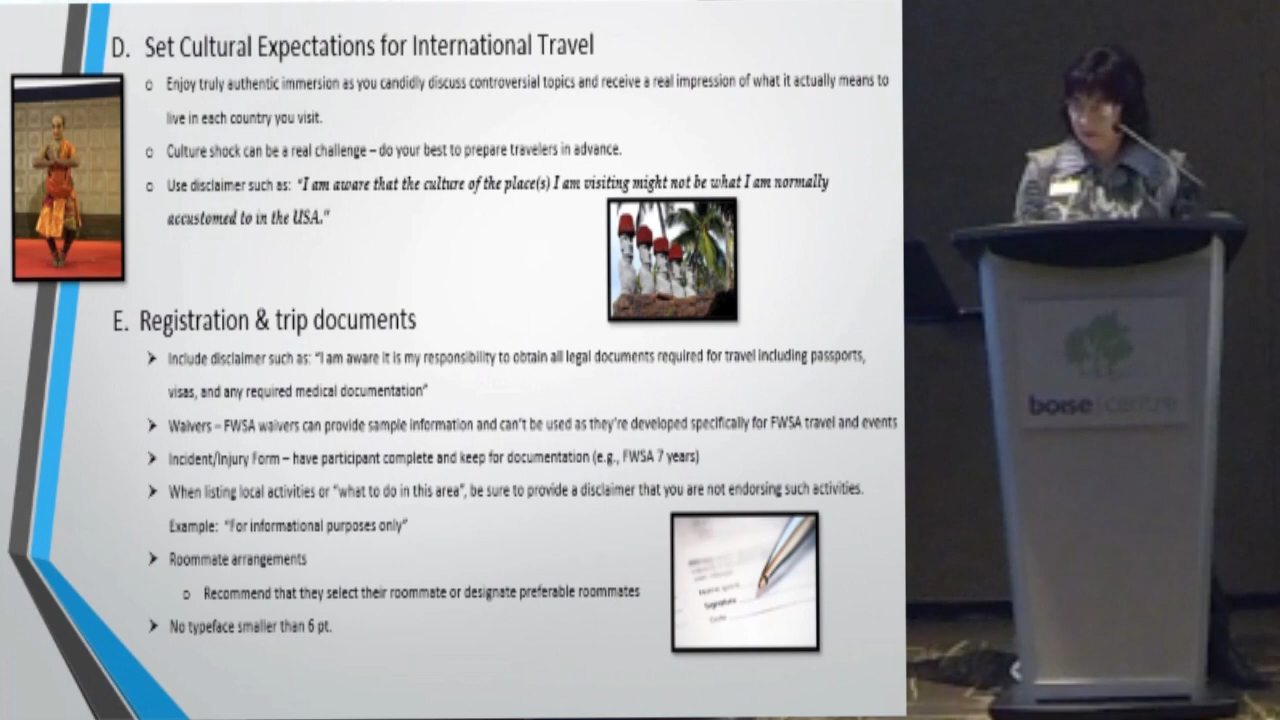 D. Set Cultural Expectations for International Travel
o Enjoy truly authentic immersion as you candidly discuss controversial topics and receive a real impression of what it actually means to
live in each country you visit.
o Culture shock can be a real challenge – do your best to prepare travelers in advance.
o Use disclaimer such as: "I am aware that the culture of the place(s) I am visiting might not be what I am normally
accustomed to in the USA."
E. Registration & trip documents
➤ Include disclaimer such as: "I am aware it is my responsibility to obtain all legal documents required for travel including passports,
visas, and any required medical documentation"
➤ Waivers – FWSA waivers can provide sample information and can't be used as they're developed specifically for FWSA travel and events
➤ Incident/Injury Form – have participant complete and keep for documentation (e.g., FWSA 7 years)
➤ When listing local activities or "what to do in this area", be sure to provide a disclaimer that you are not endorsing such activities.
Example: "For informational purposes only"
➤ Roommate arrangements
o Recommend that they select their roommate or designate preferable roommates
➤ No typeface smaller than 6 pt.
Signature
boise centre